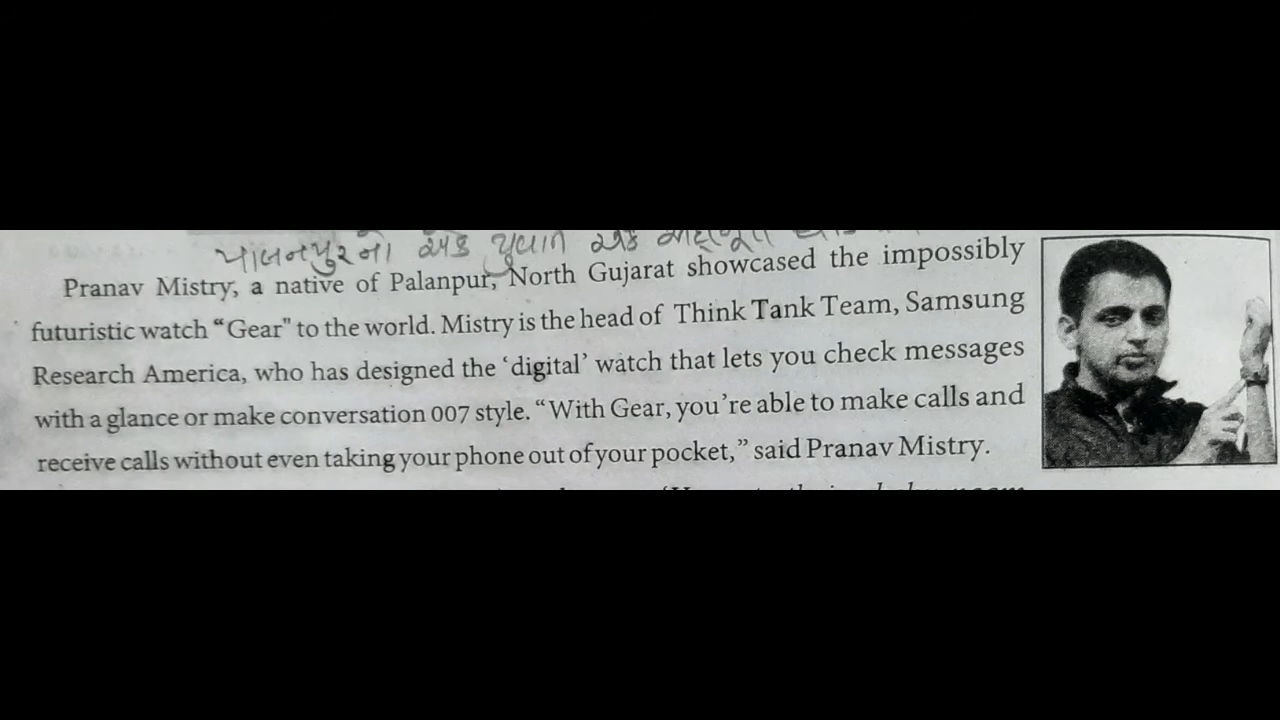 પાલનપુરનો એક યુવાન એક
Pranav Mistry, a native of Palanpur, North Gujarat showcased the impossibly
futuristic watch “Gear" to the world. Mistry is the head of Think Tank Team, Samsung
Research America, who has designed the ‘digital’ watch that lets you check messages
with a glance or make conversation 007 style. “With Gear, you’re able to make calls and
receive calls without even taking your phone out of your pocket,” said Pranav Mistry.